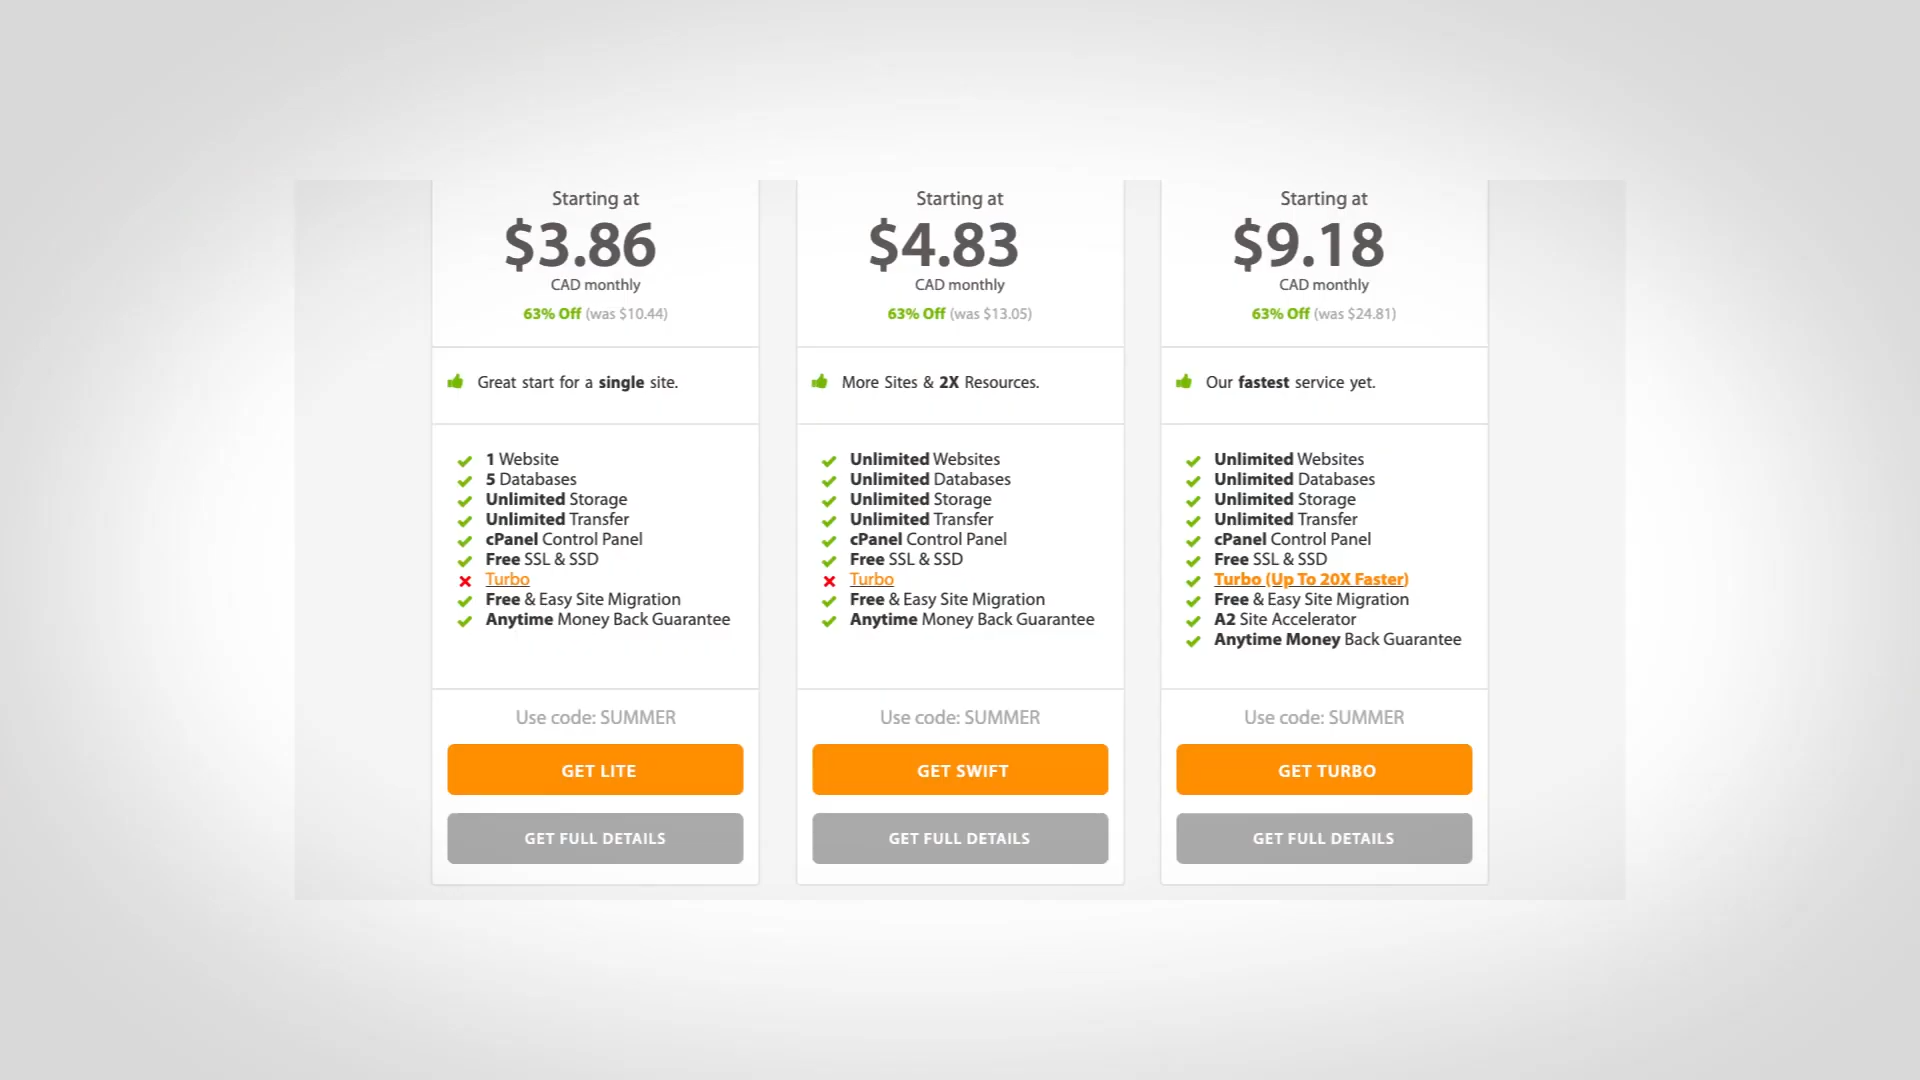 Starting at
$3.86
CAD monthly
63% Off (was $10.44)
Great start for a single site.
1 Website
5 Databases
Unlimited Storage
Unlimited Transfer
cPanel Control Panel
Free SSL & SSD
Turbo
Free & Easy Site Migration
Anytime Money Back Guarantee
Use code: SUMMER
GET LITE
GET FULL DETAILS
Starting at
$4.83
CAD monthly
63% Off (was $13.05)
More Sites & 2X Resources.
Unlimited Websites
Unlimited Databases
Unlimited Storage
Unlimited Transfer
cPanel Control Panel
Free SSL & SSD
Turbo
Free & Easy Site Migration
Anytime Money Back Guarantee
Use code: SUMMER
GET SWIFT
GET FULL DETAILS
Starting at
$9.18
CAD monthly
63% Off (was $24.81)
Our fastest service yet.
Unlimited Websites
Unlimited Databases
Unlimited Storage
Unlimited Transfer
cPanel Control Panel
Free SSL & SSD
Turbo (Up To 20X Faster)
Free & Easy Site Migration
A2 Site Accelerator
Anytime Money Back Guarantee
Use code: SUMMER
GET TURBO
GET FULL DETAILS